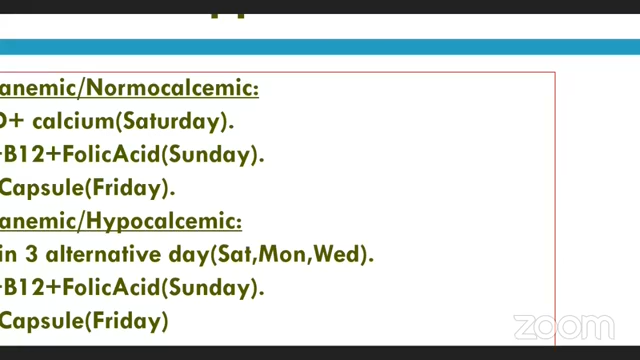 anemic/Normocalcemic:
D+ calcium(Saturday).
+B12+FolicAcid(Sunday).
Capsule(Friday).
anemic/Hypocalcemic:
in 3 alternative day(Sat,Mon,Wed).
+B12+FolicAcid(Sunday).
Capsule(Friday)
zoom